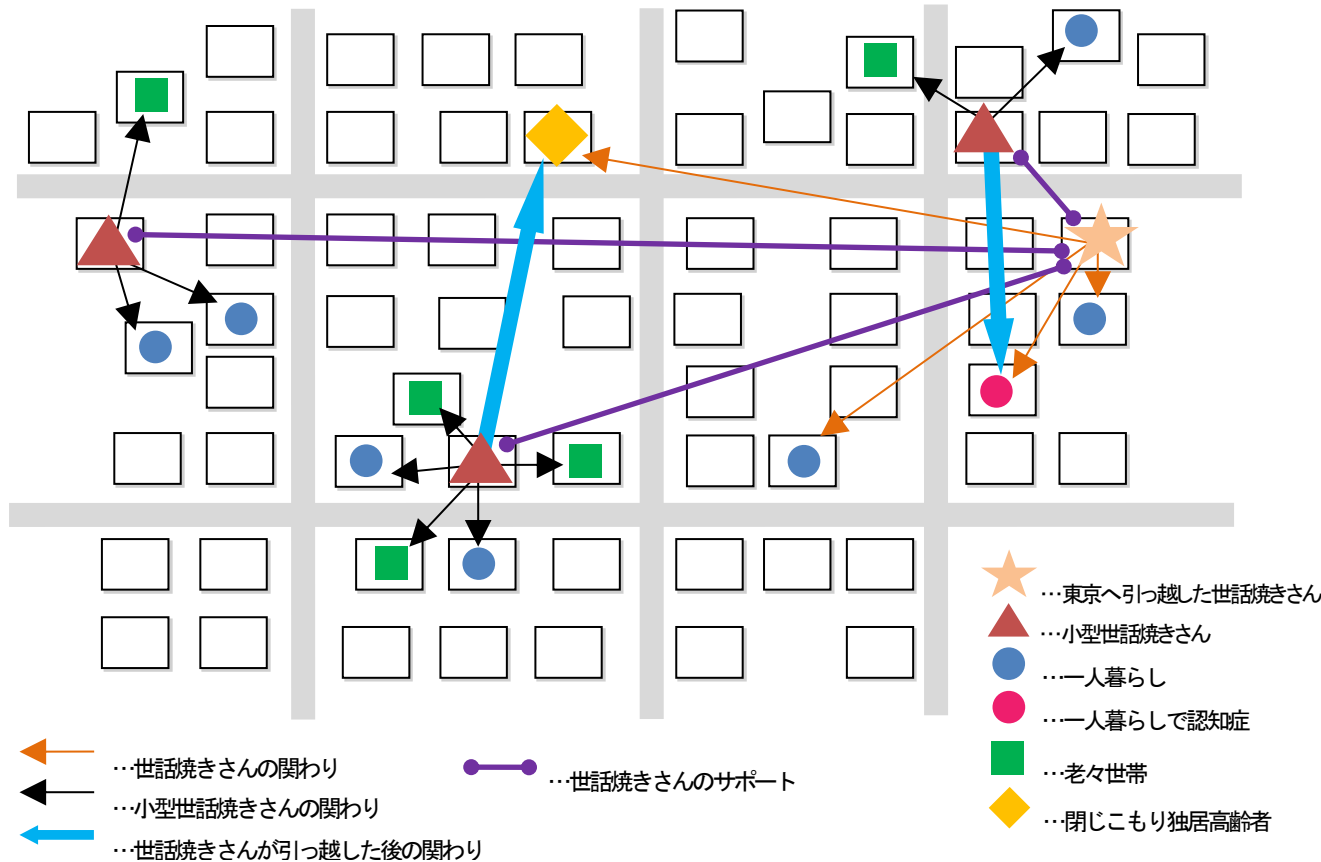 …東京へ引っ越した世話焼きさん
…小型世話焼きさん
…一人暮らし
…一人暮らしで認知症
…老々世帯
…閉じこもり独居高齢者
…世話焼きさんの関わり
…小型世話焼きさんの関わり
…世話焼きさんが引っ越した後の関わり
…世話焼きさんのサポート